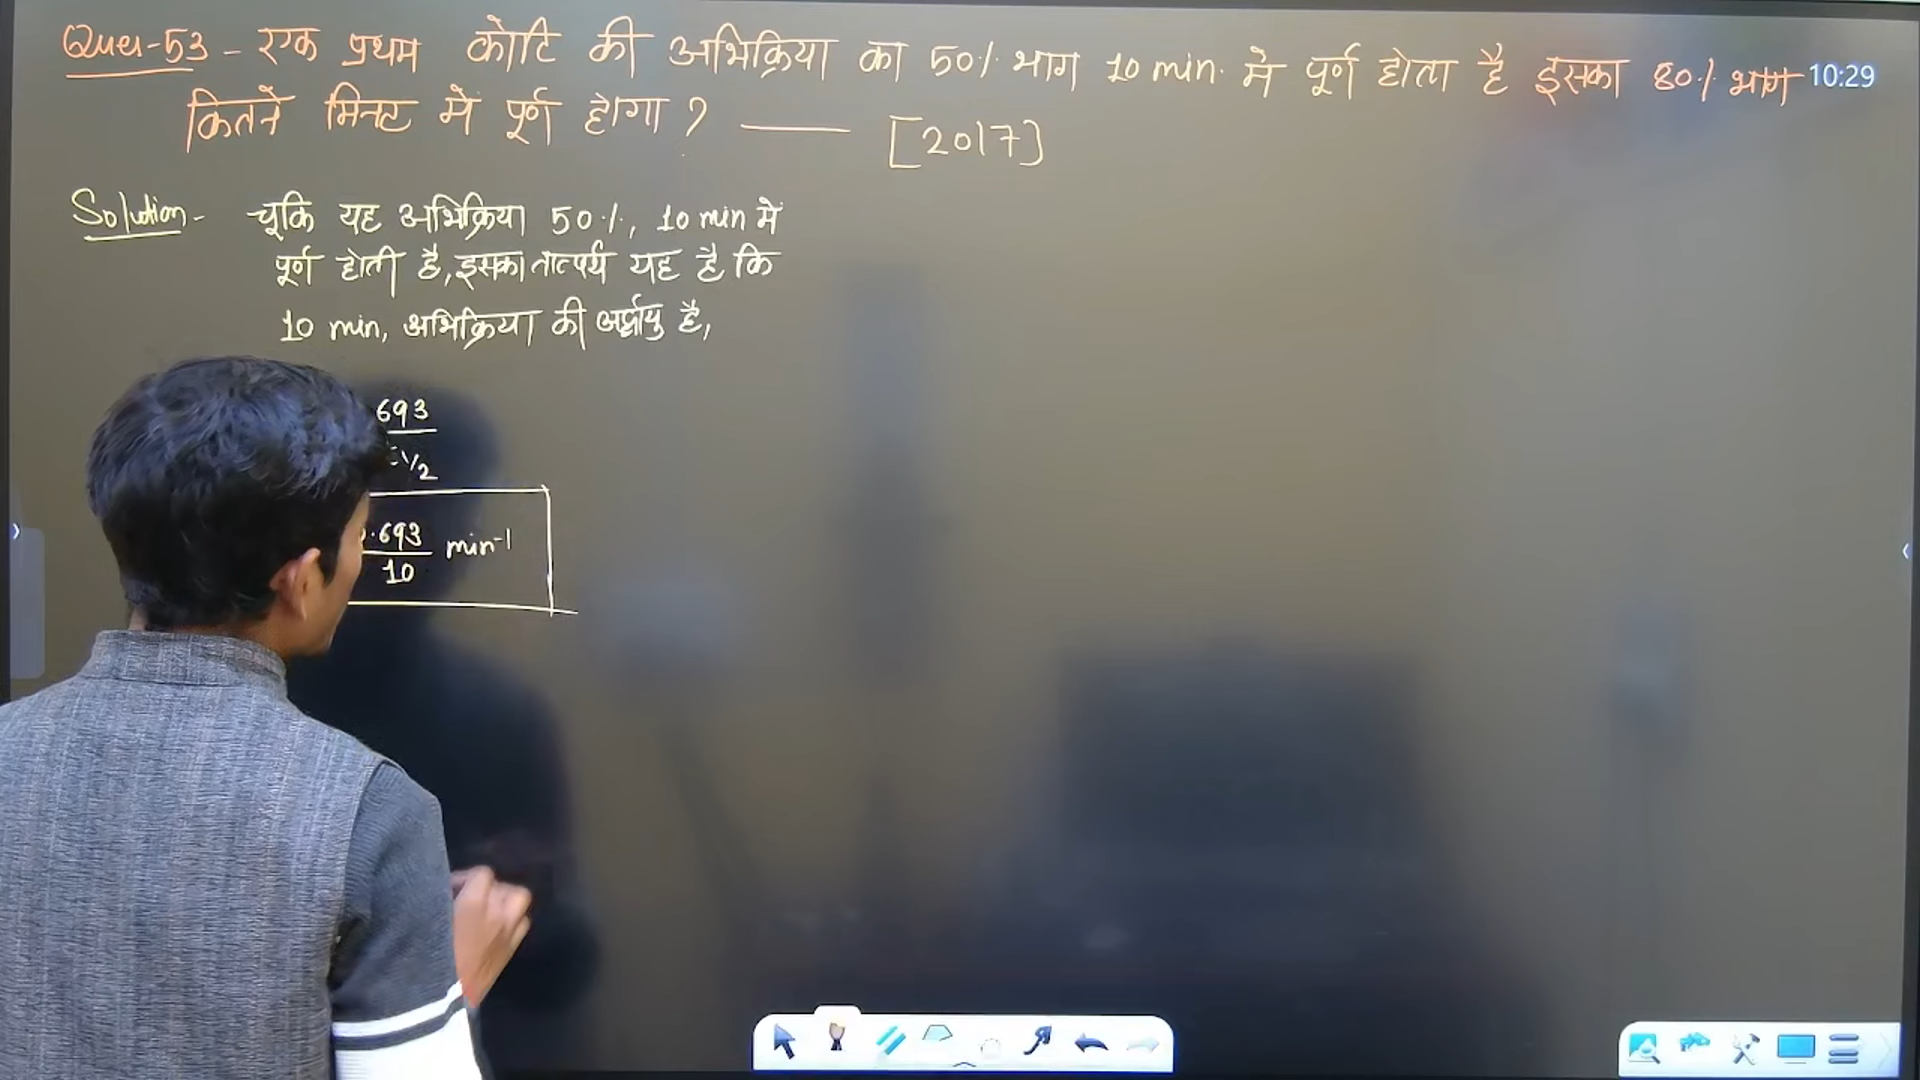 Ques-53 - एक प्रथम कोटि की अभिक्रिया का 50% भाग 10 min. मे पूर्ण होता है इसका 80% भाग
10:29
कितने मिनट में पूर्ण होगा ? —— [2017]
Solution- चूकि यह अभिक्रिया 50%, 10 min में
पूर्ण होती है, इसका तात्पर्य यह है कि
10 min, अभिक्रिया की अर्द्धायु है,
693
1/2
.693
10
min⁻¹